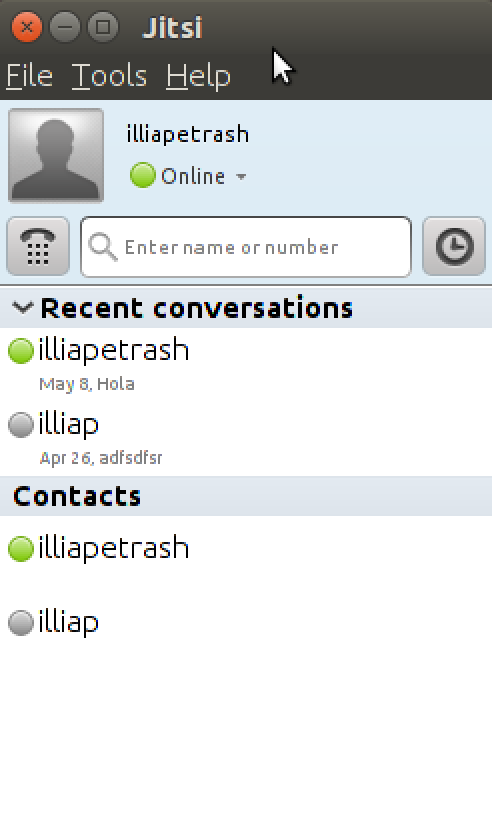 Jitsi
File Tools Help
illiapetrash
Online
Enter name or number
Recent conversations
illiapetrash
May 8, Hola
illiap
Apr 26, adfsdfsr
Contacts
illiapetrash
illiap